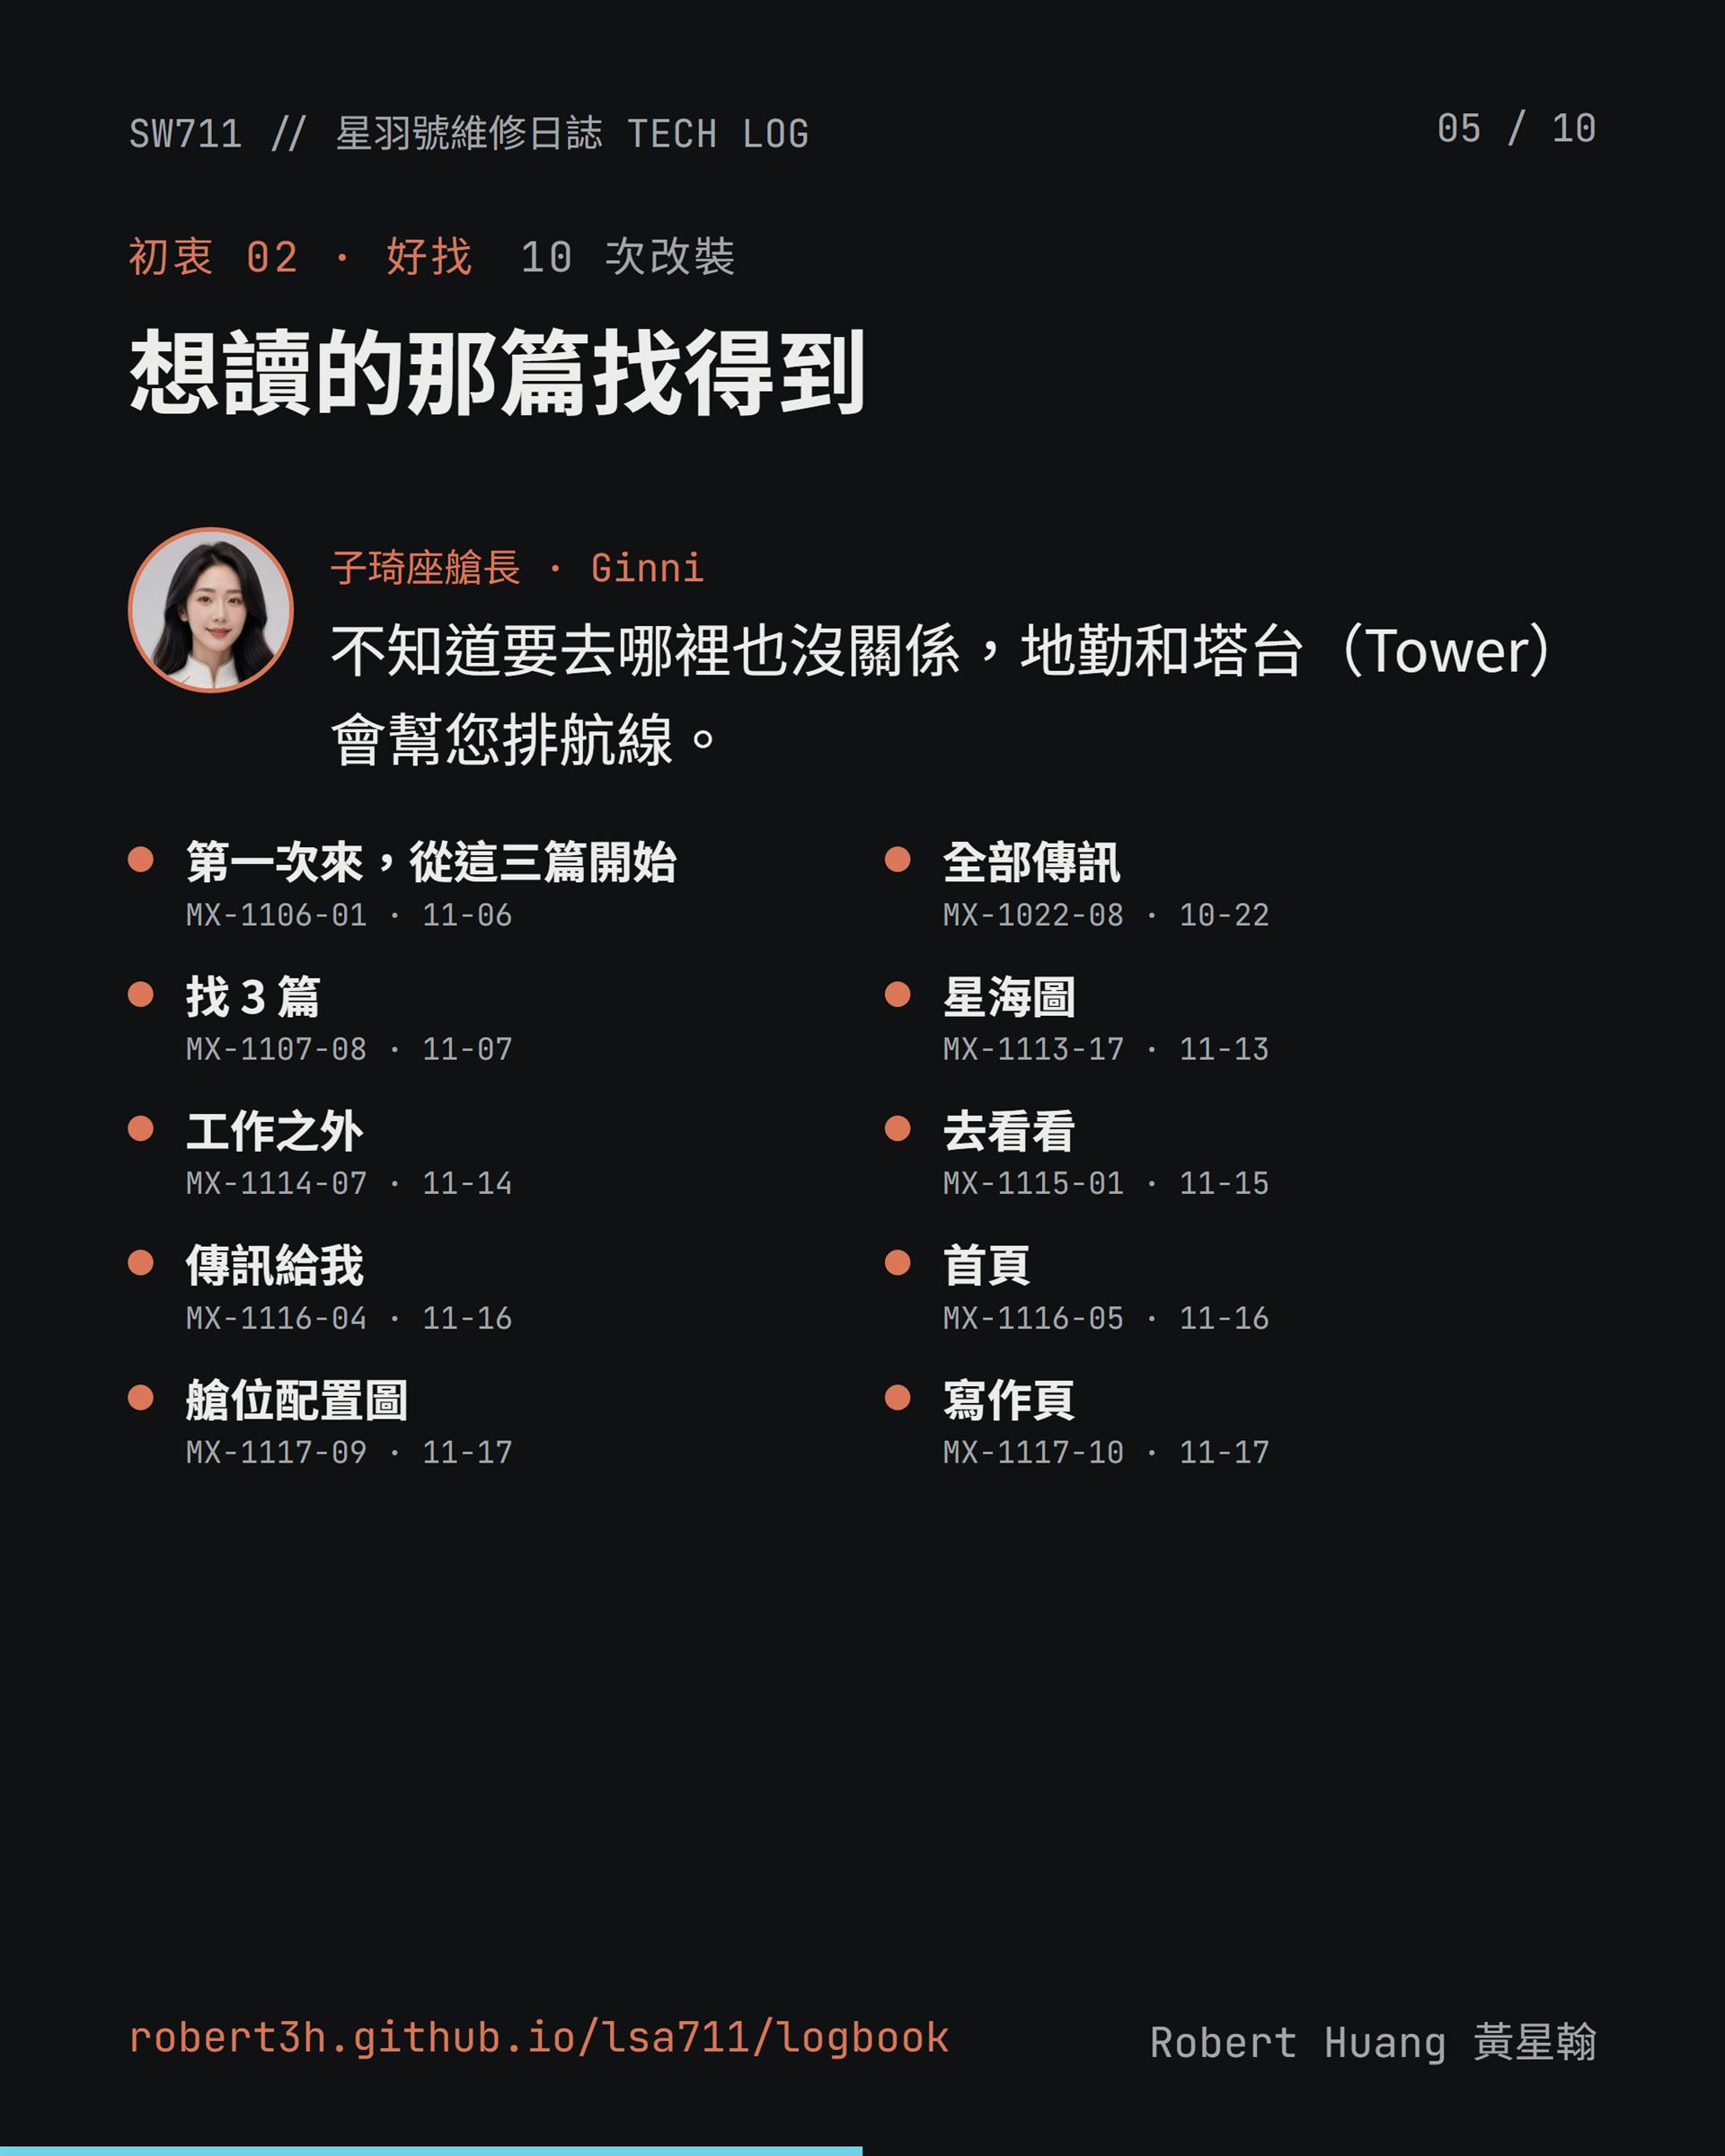 SW711 // 星羽號維修日誌 TECH LOG
05 / 10
初衷 02 · 好找 10 次改裝
想讀的那篇找得到
子琦座艙長 · Ginni
不知道要去哪裡也沒關係，地勤和塔台（Tower）
會幫您排航線。
第一次來，從這三篇開始
MX-1106-01 · 11-06
全部傳訊
MX-1022-08 · 10-22
找 3 篇
MX-1107-08 · 11-07
星海圖
MX-1113-17 · 11-13
工作之外
MX-1114-07 · 11-14
去看看
MX-1115-01 · 11-15
傳訊給我
MX-1116-04 · 11-16
首頁
MX-1116-05 · 11-16
艙位配置圖
MX-1117-09 · 11-17
寫作頁
MX-1117-10 · 11-17
robert3h.github.io/lsa711/logbook
Robert Huang 黃星翰